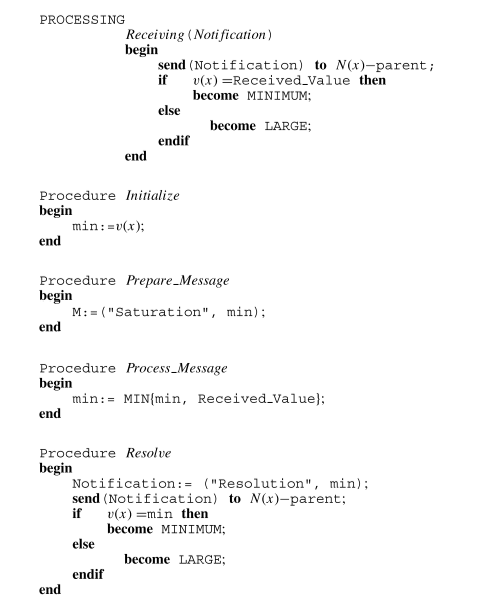 PROCESSING
Receiving(Notification)
begin
send(Notification) to N(x)−parent;
if v(x)=Received_Value then
become MINIMUM;
else
become LARGE;
endif
end
Procedure Initialize
begin
min:=v(x);
end
Procedure Prepare_Message
begin
M:=("Saturation", min);
end
Procedure Process_Message
begin
min:= MIN{min, Received_Value};
end
Procedure Resolve
begin
Notification:= ("Resolution", min);
send(Notification) to N(x)−parent;
if v(x)=min then
become MINIMUM;
else
become LARGE;
endif
end